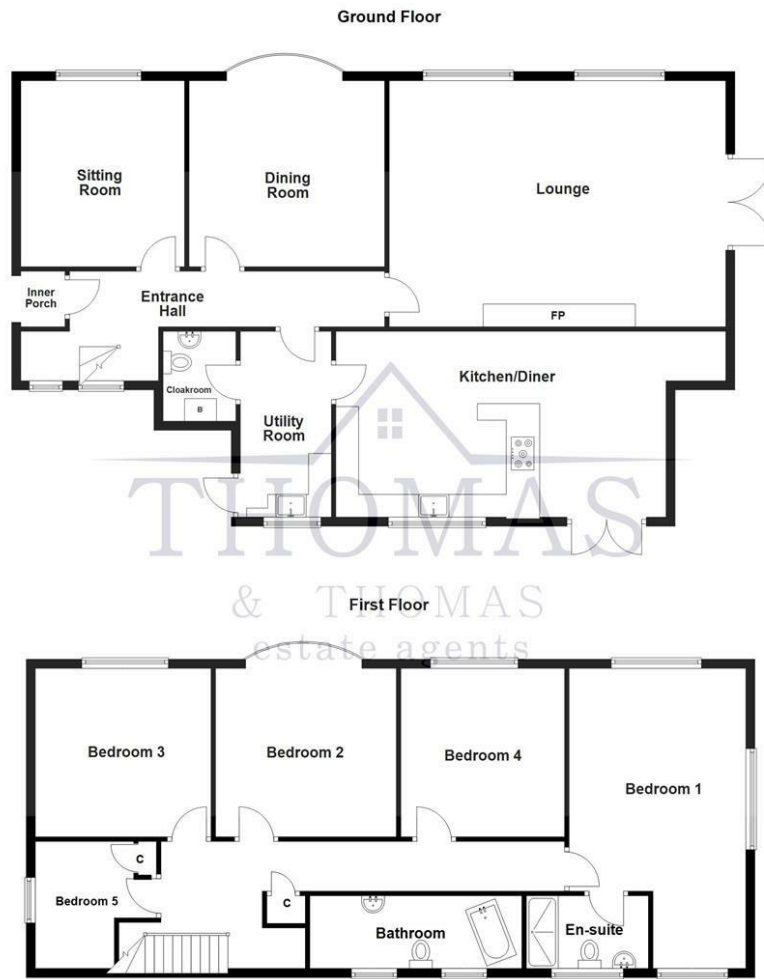 Ground Floor
Sitting
Room
Dining
Room
Lounge
Inner
Porch
Entrance
Hall
FP
Cloakroom
B
Utility
Room
Kitchen/Diner
THOMAS
& THOMAS
estate agents
First Floor
Bedroom 3
Bedroom 2
Bedroom 4
Bedroom 1
C
Bedroom 5
C
Bathroom
En-suite